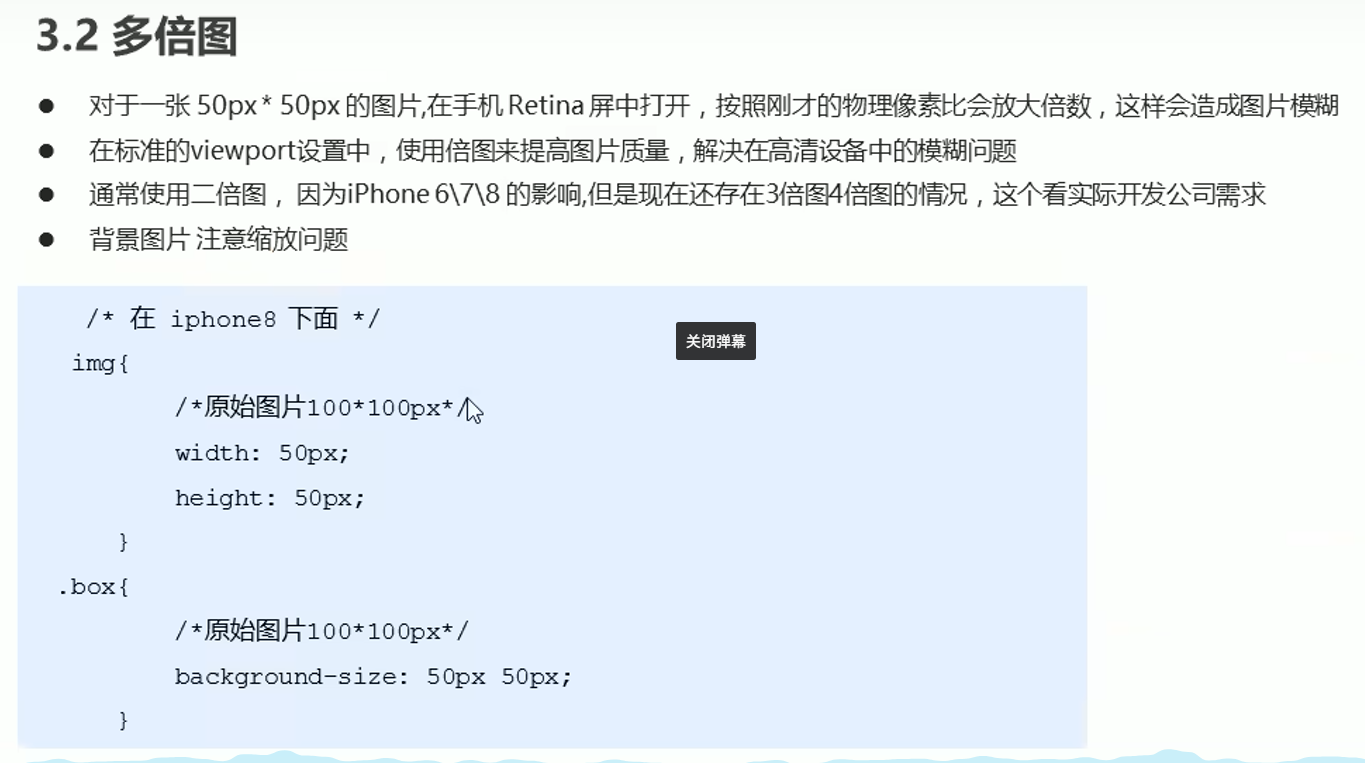 3.2 多倍图
● 对于一张 50px * 50px 的图片,在手机 Retina 屏中打开，按照刚才的物理像素比会放大倍数，这样会造成图片模糊
● 在标准的viewport设置中，使用倍图来提高图片质量，解决在高清设备中的模糊问题
● 通常使用二倍图， 因为iPhone 6\7\8 的影响,但是现在还存在3倍图4倍图的情况，这个看实际开发公司需求
● 背景图片 注意缩放问题
/* 在 iphone8 下面 */
关闭弹幕
img{
/*原始图片100*100px*/
width: 50px;
height: 50px;
}
.box{
/*原始图片100*100px*/
background-size: 50px 50px;
}